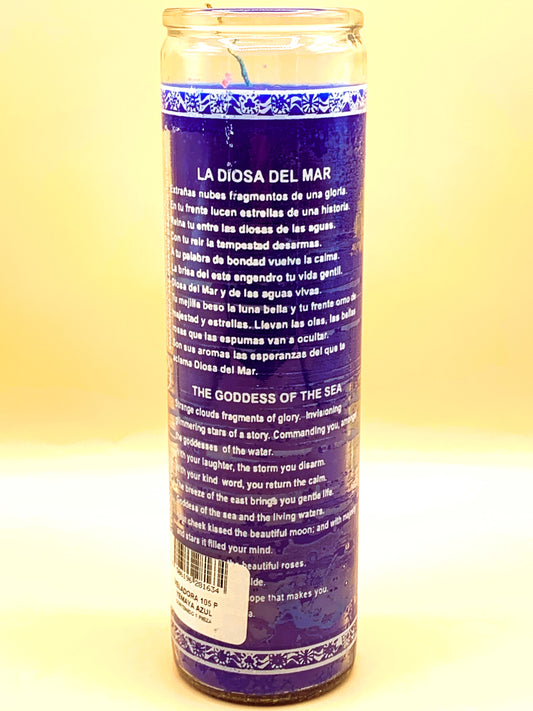 LA DIOSA DEL MAR
Extrañas nubes fragmentos de una gloria.
En tu frente lucen estrellas de una historia.
Reina tu entre las diosas de las aguas.
Con tu reir la tempestad desarmas.
A tu palabra de bondad vuelve la calma.
La brisa del este engendro tu vida gentil.
Diosa del Mar y de las aguas vivas.
Tu mejilla beso la luna bella y tu frente orno de
majestad y estrellas. Llevan las olas, las bellas
rosas que las espumas van a ocultar.
Son sus aromas las esperanzas del que te
aclama Diosa del Mar.
THE GODDESS OF THE SEA
Strange clouds fragments of glory. Invisioning
glimmering stars of a story. Commanding you, among
the goddesses of the water.
With your laughter, the storm you disarm.
With your kind word, you return the calm.
The breeze of the east brings you gentle life.
Goddess of the sea and the living waters.
cheek kissed the beautiful moon; and with
and stars it filled your mind.
beautiful roses.
ope that makes you
LADORA 105 P
YEMAYA AZUL